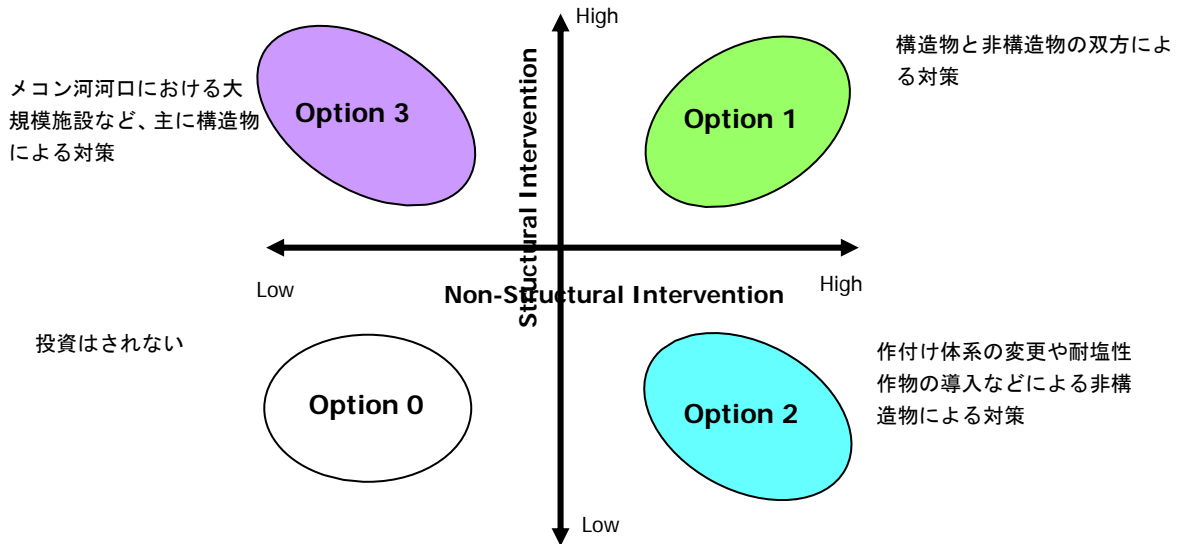 High
構造物と非構造物の双方によ
る対策
メコン河河口における大
規模施設など、主に構造物
による対策
Option 3
Option 1
Structural Intervention
Low
Non-Structural Intervention
High
投資はされない
作付け体系の変更や耐塩性
作物の導入などによる非構
造物による対策
Option 0
Option 2
Low